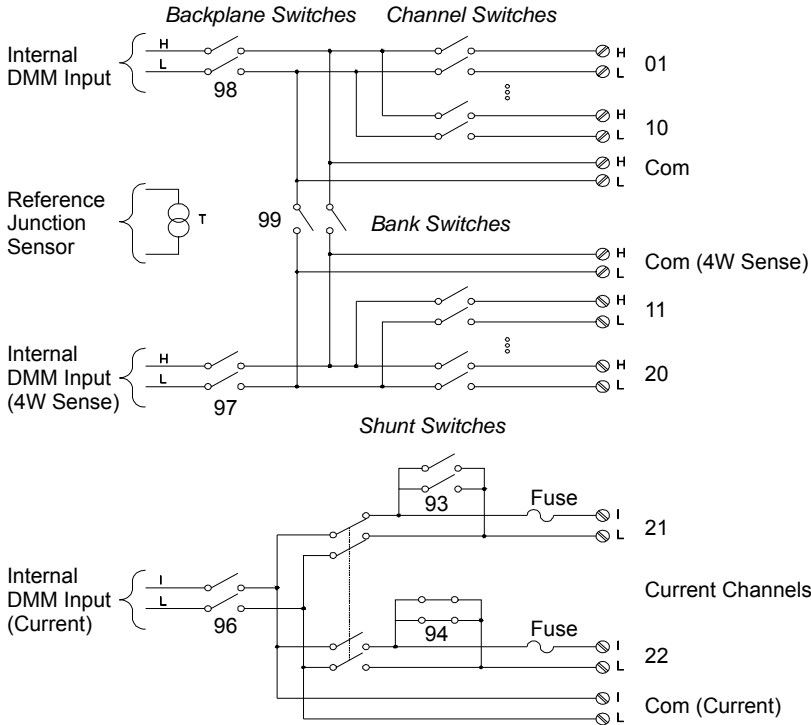 Backplane Switches
Channel Switches
Internal
DMM Input
H
L
98
H
L
01
H
L
10
H
L
Com
Reference
Junction
Sensor
T
99
Bank Switches
H
L
Com (4W Sense)
H
L
11
Internal
DMM Input
(4W Sense)
H
L
97
H
L
20
Shunt Switches
93
Fuse
I
L
21
Internal
DMM Input
(Current)
I
L
96
Current Channels
94
Fuse
I
L
22
I
L
Com (Current)